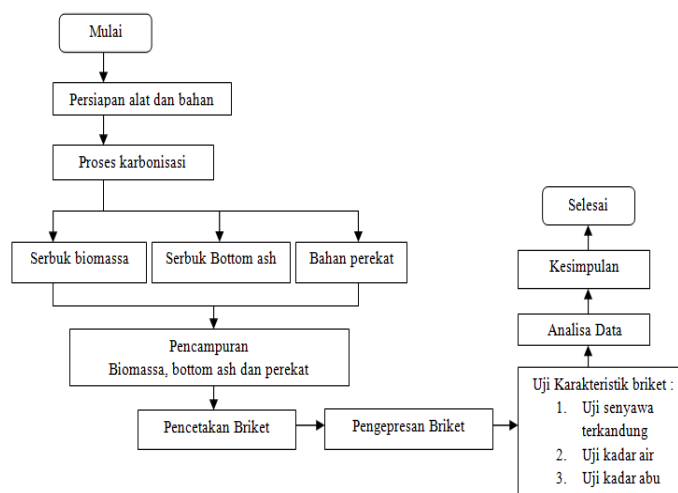 Mulai
Persiapan alat dan bahan
Proses karbonisasi
Serbuk biomassa
Serbuk Bottom ash
Bahan perekat
Pencampuran
Biomassa, bottom ash dan perekat
Pencetakan Briket
Pengepresan Briket
Uji Karakteristik briket :
1. Uji senyawa
terkandung
2. Uji kadar air
3. Uji kadar abu
Analisa Data
Kesimpulan
Selesai